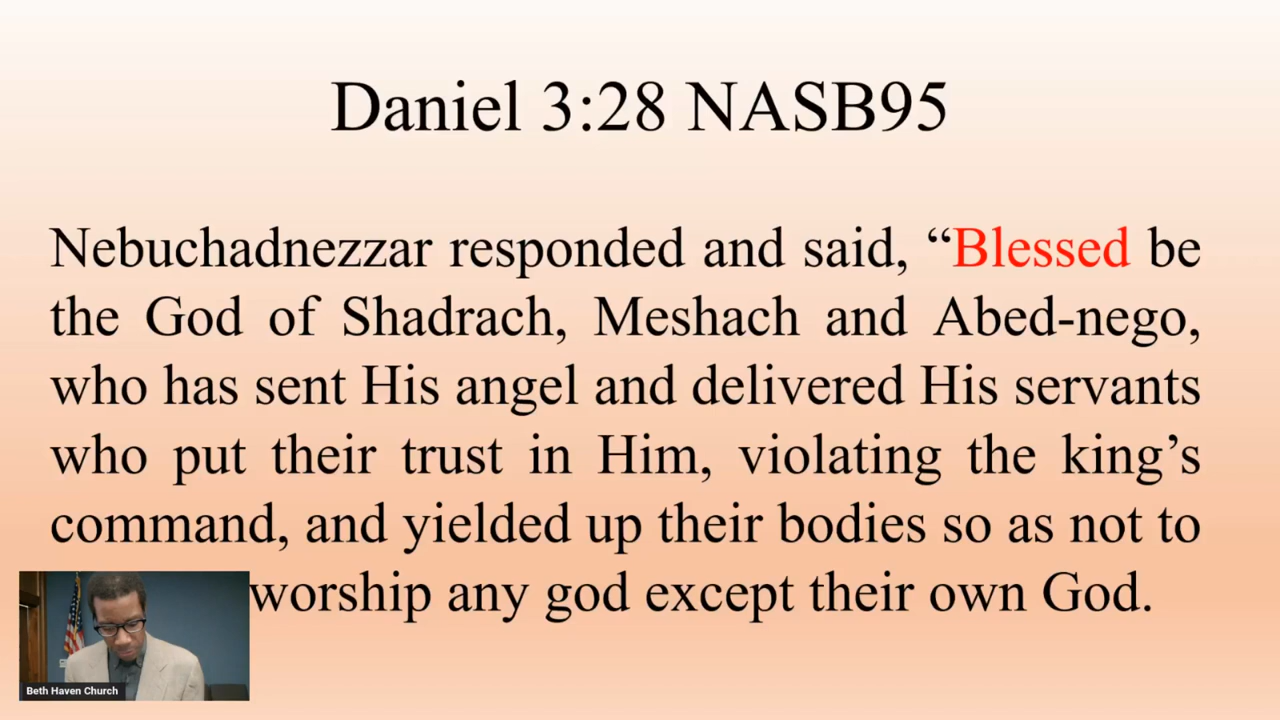 Daniel 3:28 NASB95
Nebuchadnezzar responded and said, “Blessed be
the God of Shadrach, Meshach and Abed-nego,
who has sent His angel and delivered His servants
who put their trust in Him, violating the king’s
command, and yielded up their bodies so as not to
worship any god except their own God.
Beth Haven Church